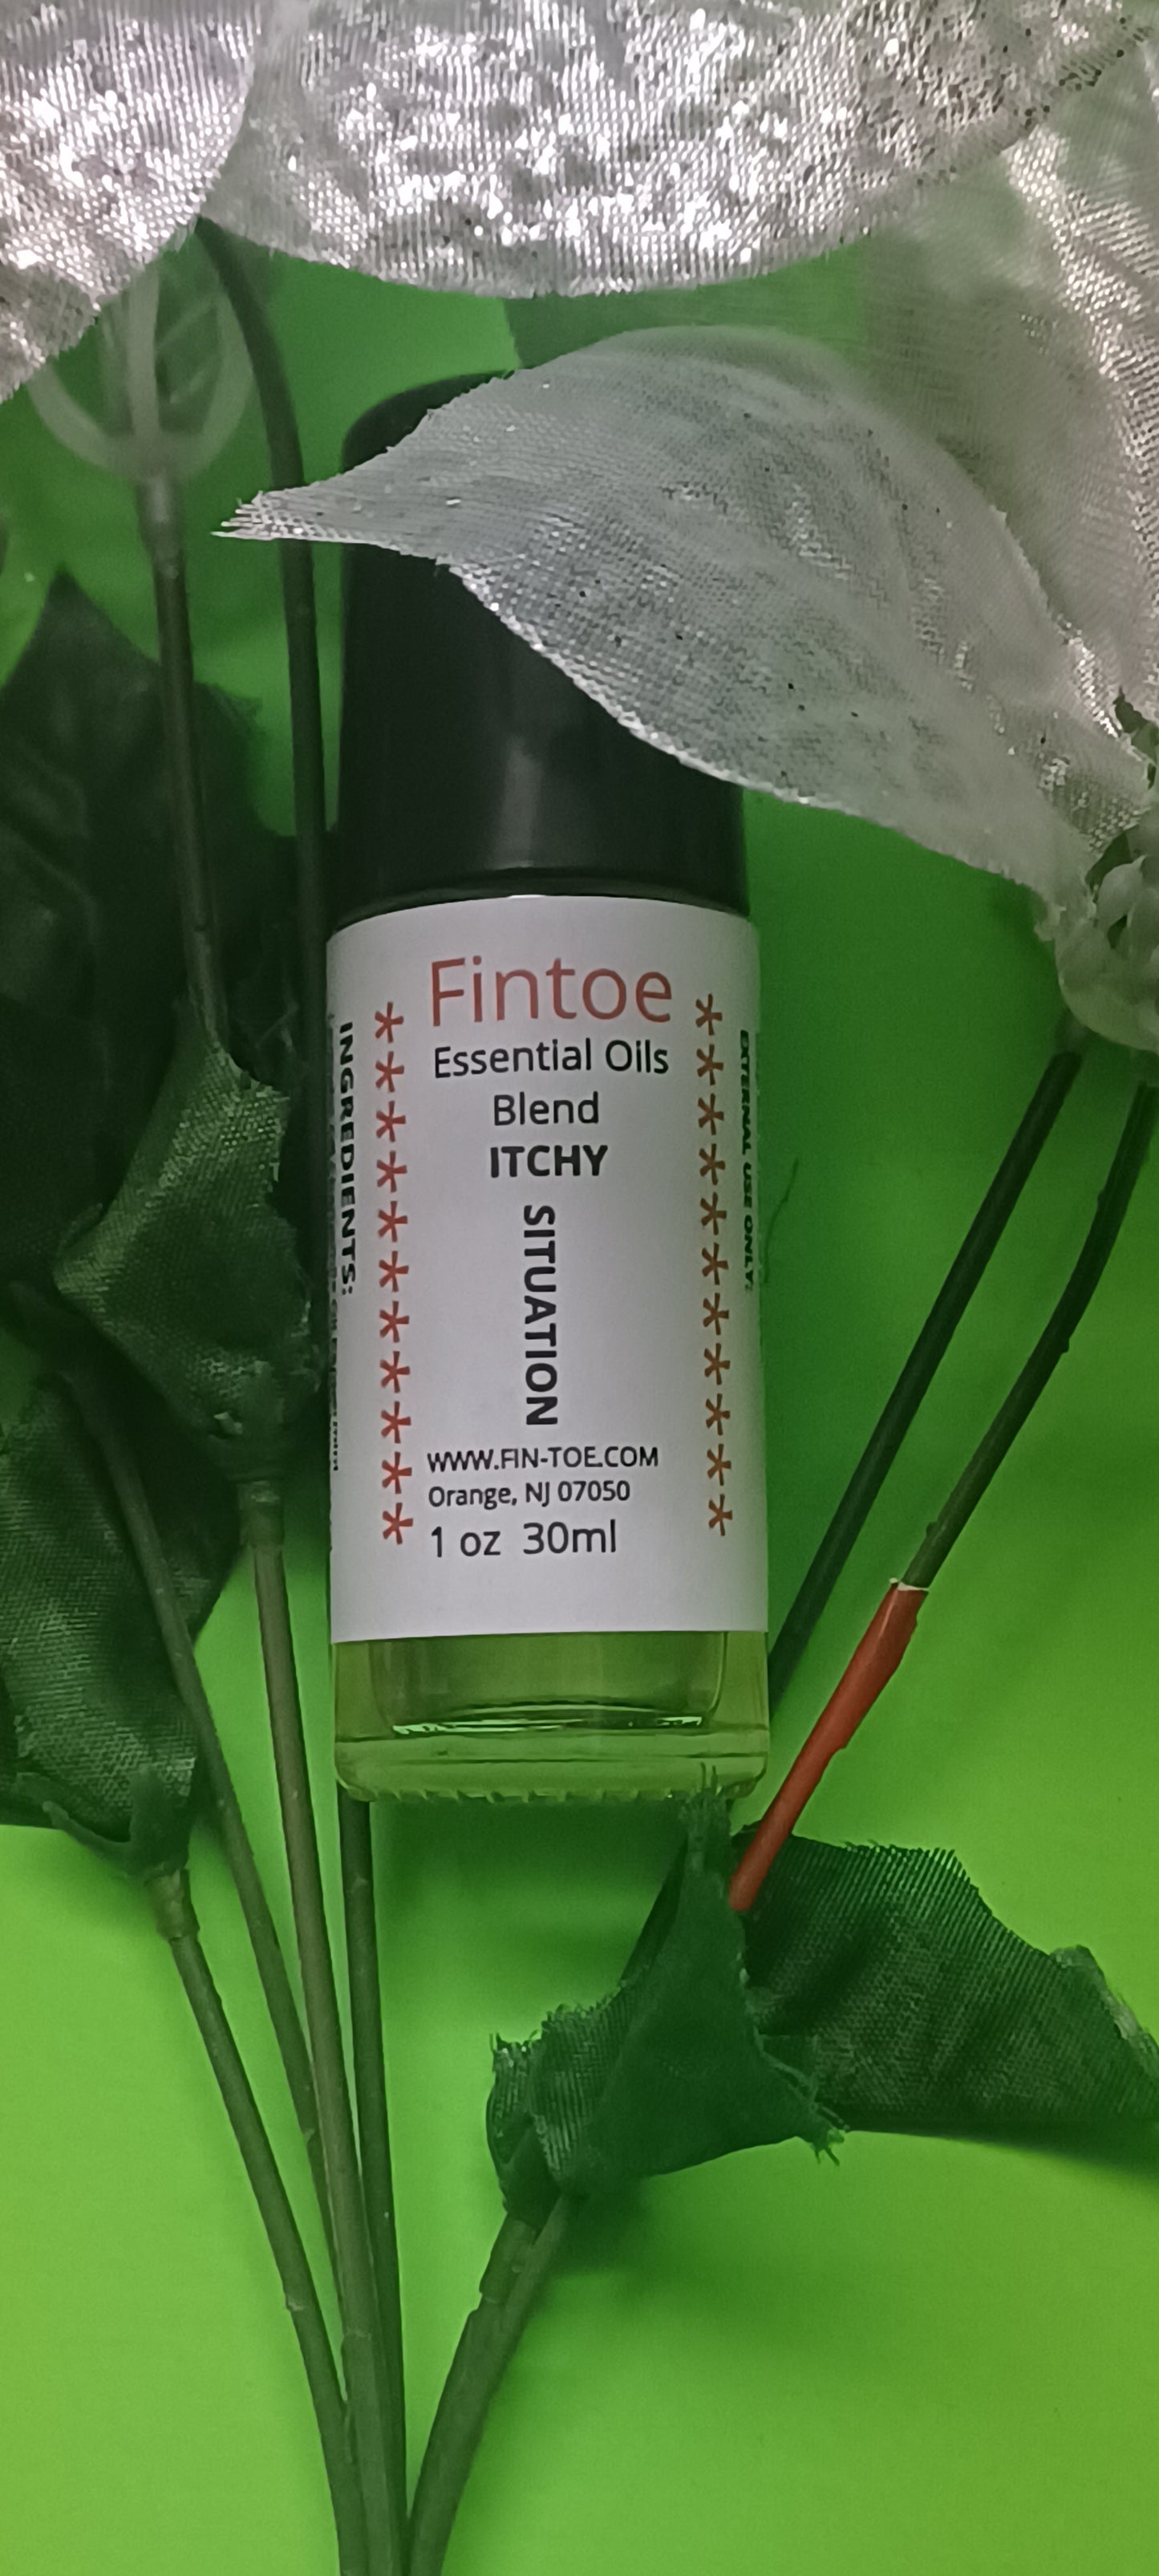 Fintoe
Essential Oils
Blend
ITCHY
SITUATION
WWW.FIN-TOE.COM
Orange, NJ 07050
1 oz 30ml
INGREDIENTS:
EXTERNAL USE ONLY: